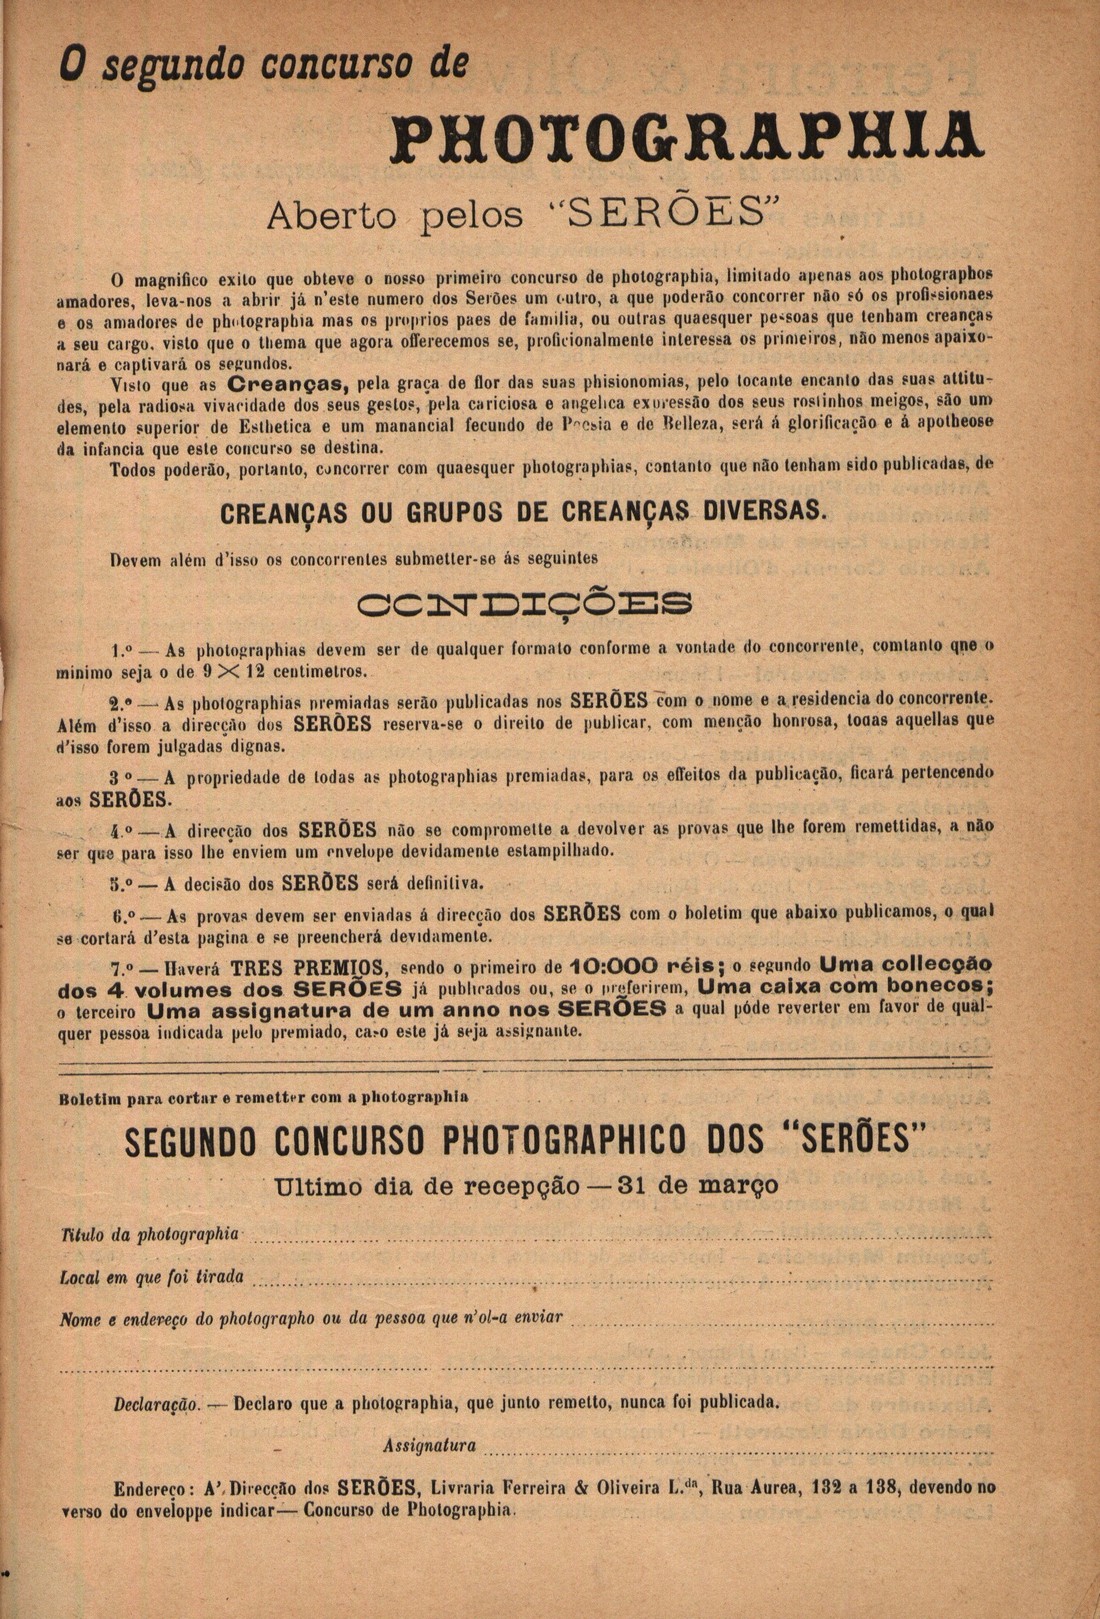 O segundo concurso de
PHOTOGRAPHIA
Aberto pelos "SERÕES"
O magnifico exito que obteve o nosso primeiro concurso de photographia, limitado apenas aos photographos
amadores, leva-nos a abrir já n'este numero dos Serões um outro, a que poderão concorrer não só os profissionaes
e os amadores de photographia mas os proprios paes de familia, ou outras quaesquer pessoas que tenham creanças
a seu cargo, visto que o thema que agora offerecemos se, proficionalmente interessa os primeiros, não menos apaixo-
nará e captivará os segundos.
Visto que as Creanças, pela graça de flor das suas phisionomias, pelo tocante encanto das suas attitu-
des, pela radiosa vivacidade dos seus gestos, pela cariciosa e angelica expressão dos seus rostinhos meigos, são um
elemento superior de Esthetica e um manancial fecundo de Poesia e de Belleza, será á glorificação e á apotheose
da infancia que este concurso se destina.
Todos poderão, portanto, concorrer com quaesquer photographias, contanto que não tenham sido publicadas, de
CREANÇAS OU GRUPOS DE CREANÇAS DIVERSAS.
Devem além d'isso os concorrentes submetter-se ás seguintes
CONDIÇÕES
1.º — As photographias devem ser de qualquer formato conforme a vontade do concorrente, comtanto qne o
minimo seja o de 9 X 12 centimetros.
2.º — As photographias premiadas serão publicadas nos SERÕES com o nome e a residencia do concorrente.
Além d'isso a direcção dos SERÕES reserva-se o direito de publicar, com menção honrosa, todas aquellas que
d'isso forem julgadas dignas.
3º — A propriedade de todas as photographias premiadas, para os effeitos da publicação, ficará pertencendo
aos SERÕES.
4.º — A direcção dos SERÕES não se compromette a devolver as provas que lhe forem remettidas, a não
ser que para isso lhe enviem um envelope devidamente estampilhado.
5.º — A decisão dos SERÕES será definitiva.
6.º — As provas devem ser enviadas á direcção dos SERÕES com o boletim que abaixo publicamos, o qual
se cortará d'esta pagina e se preencherá devidamente.
7.º — Haverá TRES PREMIOS, sendo o primeiro de 10:000 réis; o segundo Uma collecção
dos 4 volumes dos SERÕES já publicados ou, se o preferirem, Uma caixa com bonecos;
o terceiro Uma assignatura de um anno nos SERÕES a qual póde reverter em favor de qual-
quer pessoa indicada pelo premiado, caso este já seja assignante.
Boletim para cortar e remetter com a photographia
SEGUNDO CONCURSO PHOTOGRAPHICO DOS "SERÕES"
Ultimo dia de recepção — 31 de março
Titulo da photographia
Local em que foi tirada
Nome e endereço do photographo ou da pessoa que n'ol-a enviar
Declaração. — Declaro que a photographia, que junto remetto, nunca foi publicada.
Assignatura
Endereço: A' Direcção dos SERÕES, Livraria Ferreira & Oliveira L.da, Rua Aurea, 132 a 138, devendo no
verso do enveloppe indicar— Concurso de Photographia.